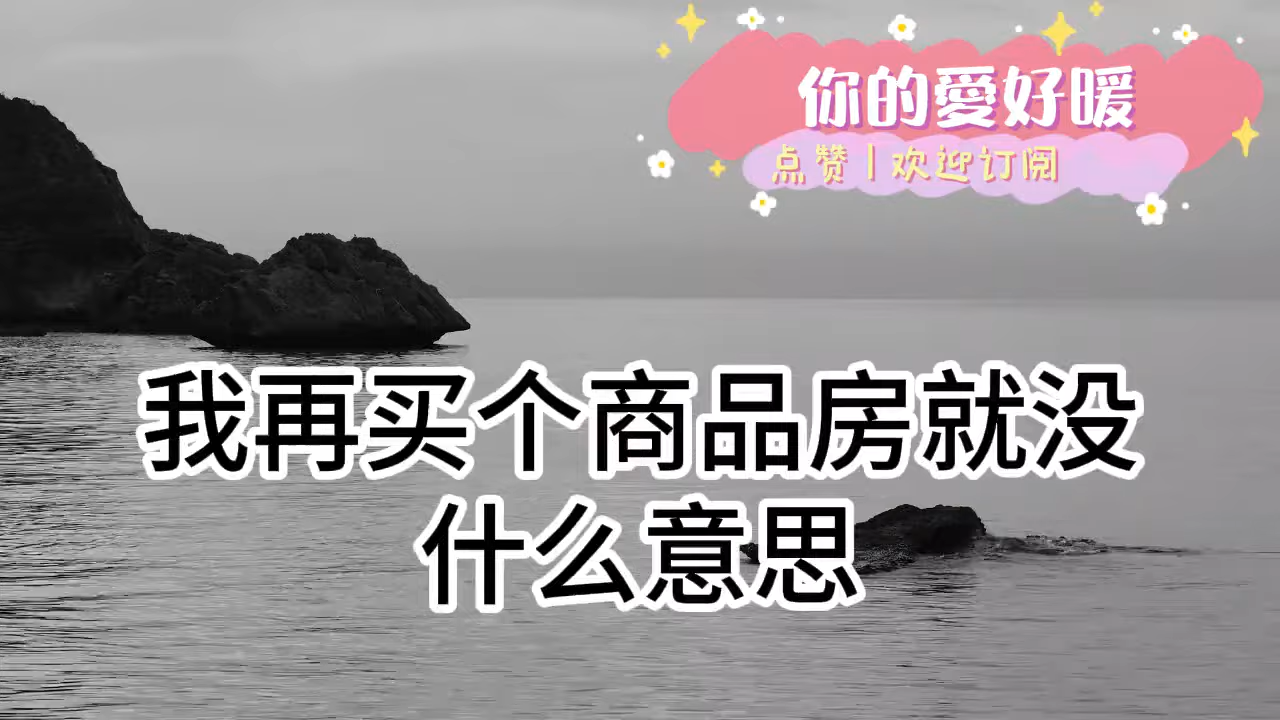 你的愛好暖
点赞丨欢迎订阅
我再买个商品房就没
什么意思